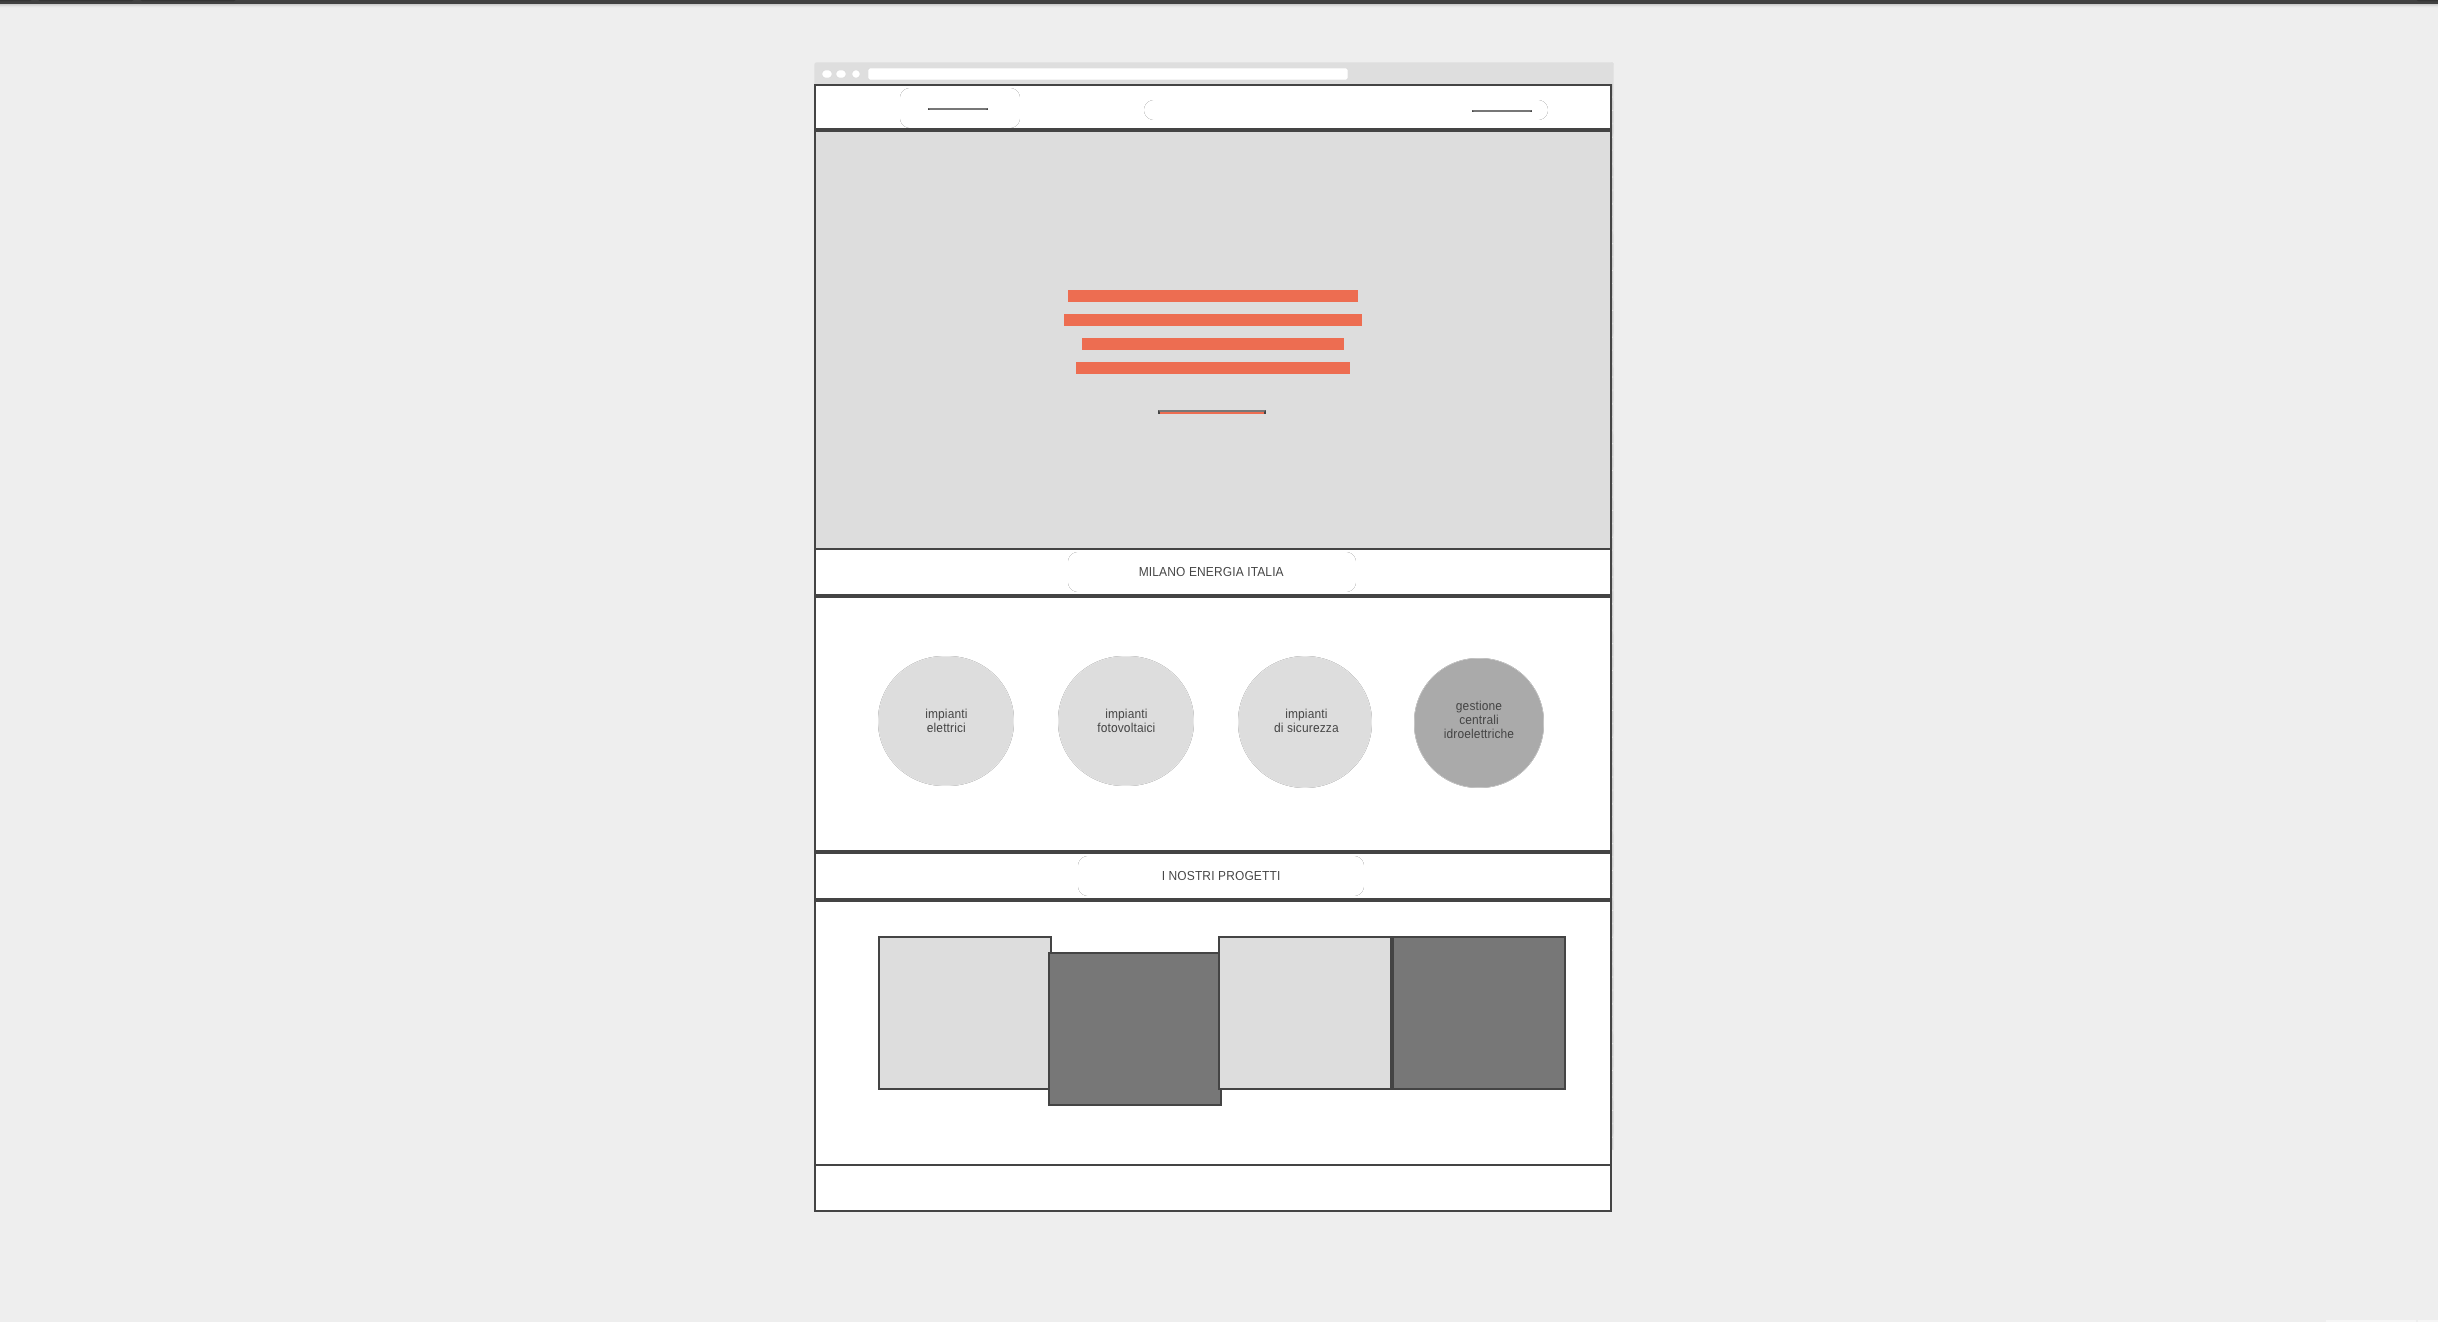 MILANO ENERGIA ITALIA
impianti
elettrici
impianti
fotovoltaici
impianti
di sicurezza
gestione
centrali
idroelettriche
I NOSTRI PROGETTI